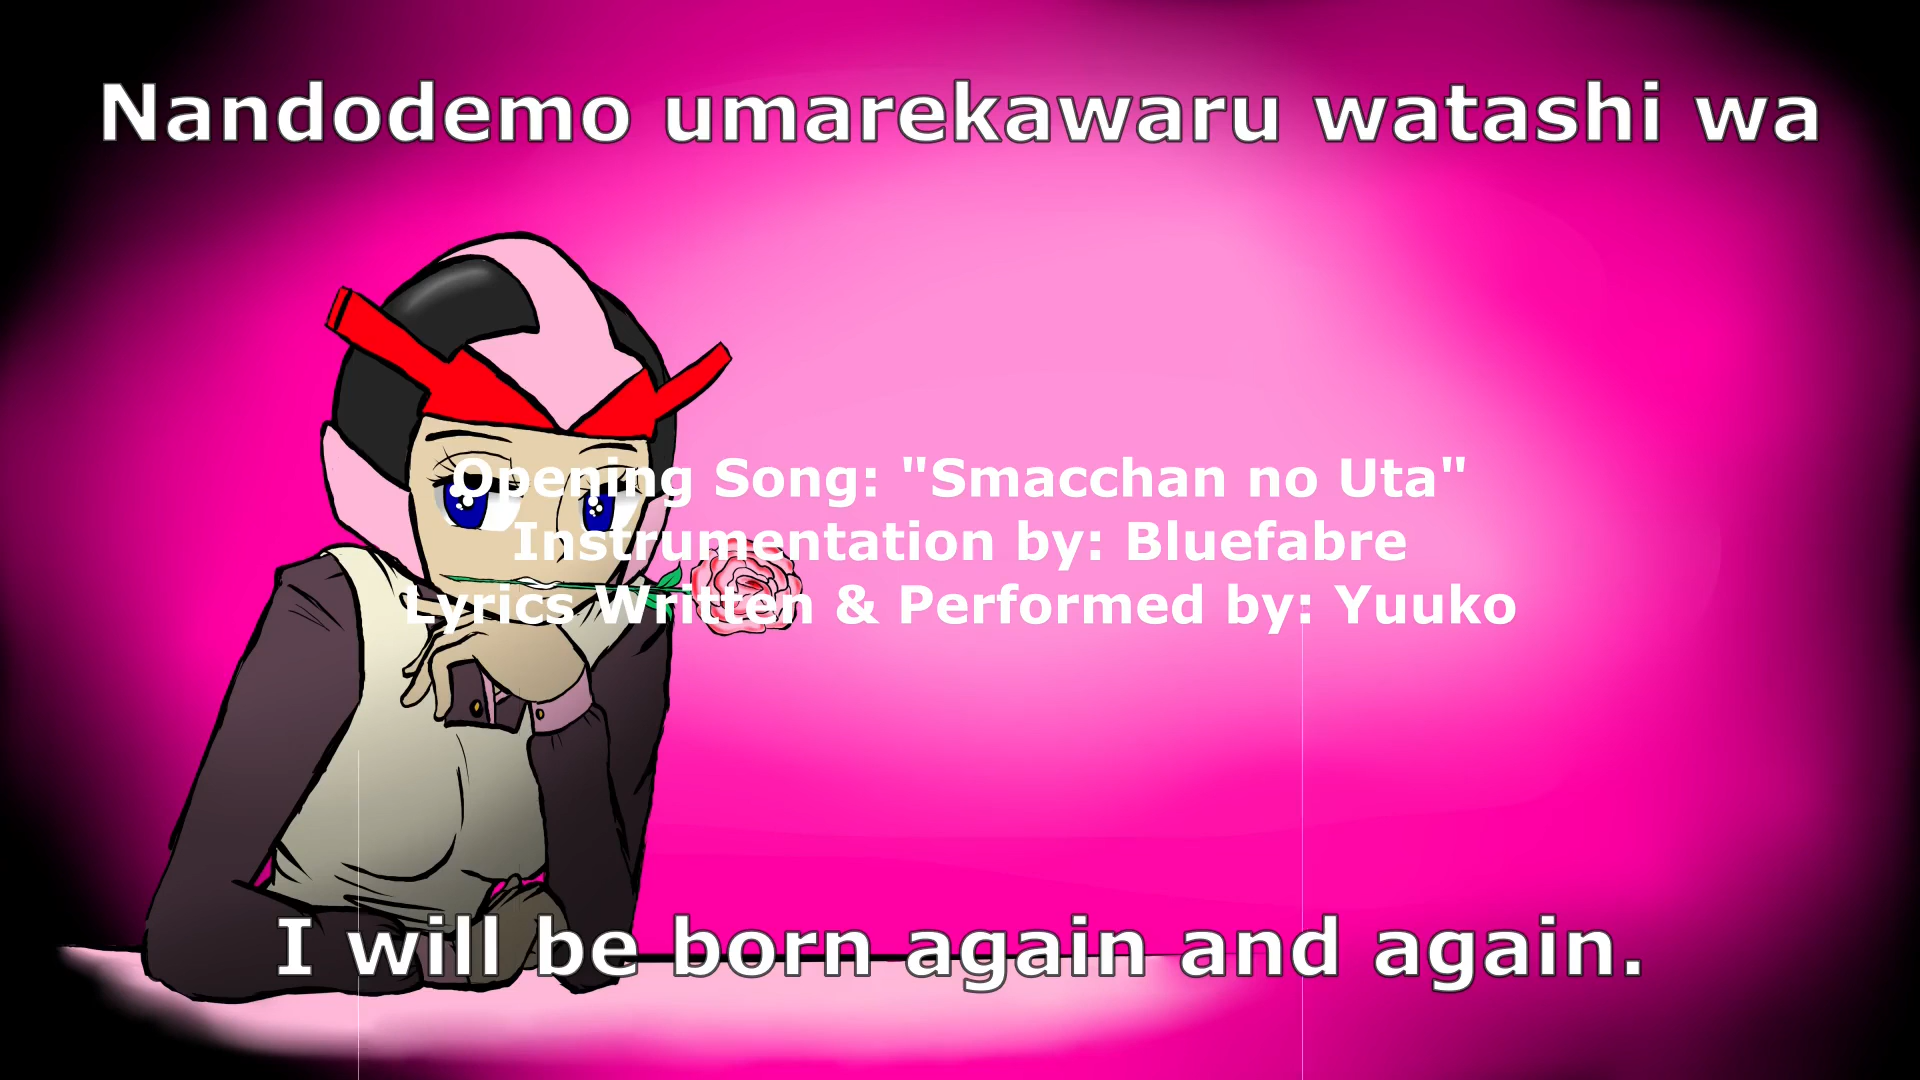 Nandodemo umarekawaru watashi wa
Opening Song: "Smacchan no Uta"
Instrumentation by: Bluefabre
Lyrics Written & Performed by: Yuuko
I will be born again and again.